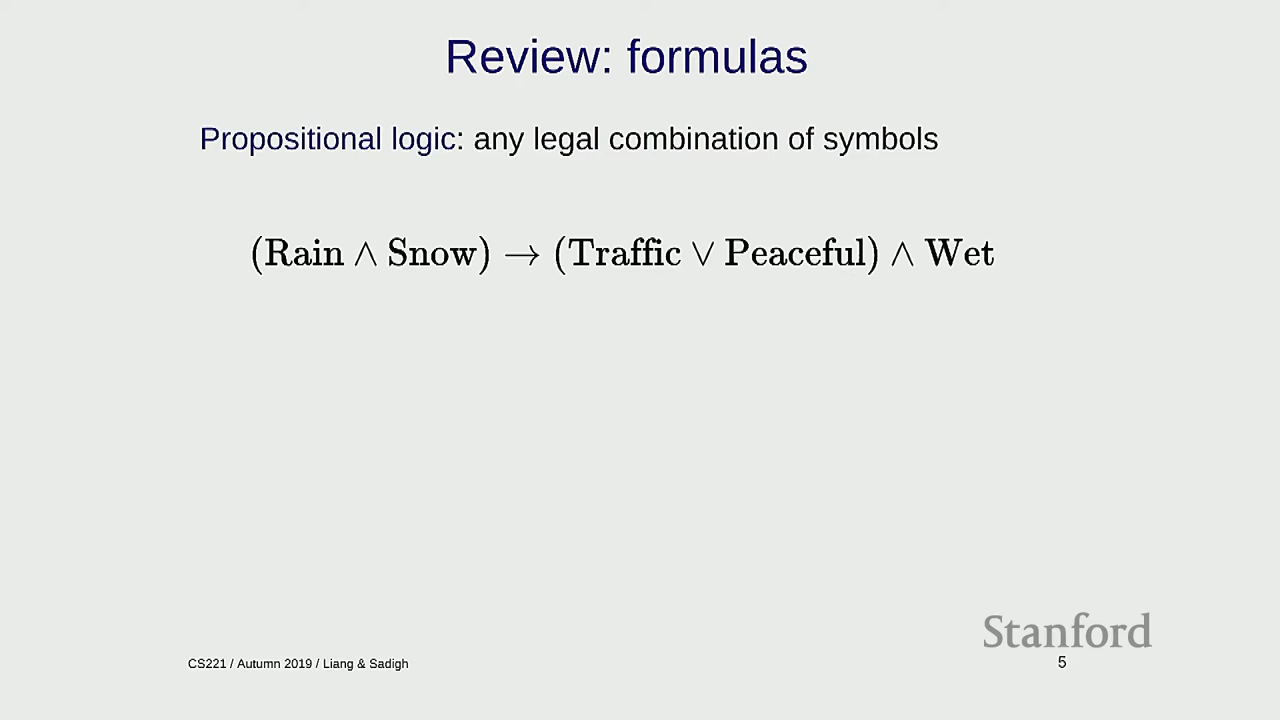 Review: formulas
Propositional logic: any legal combination of symbols
(Rain ∧ Snow) → (Traffic ∨ Peaceful) ∧ Wet
Stanford
CS221 / Autumn 2019 / Liang & Sadigh
5